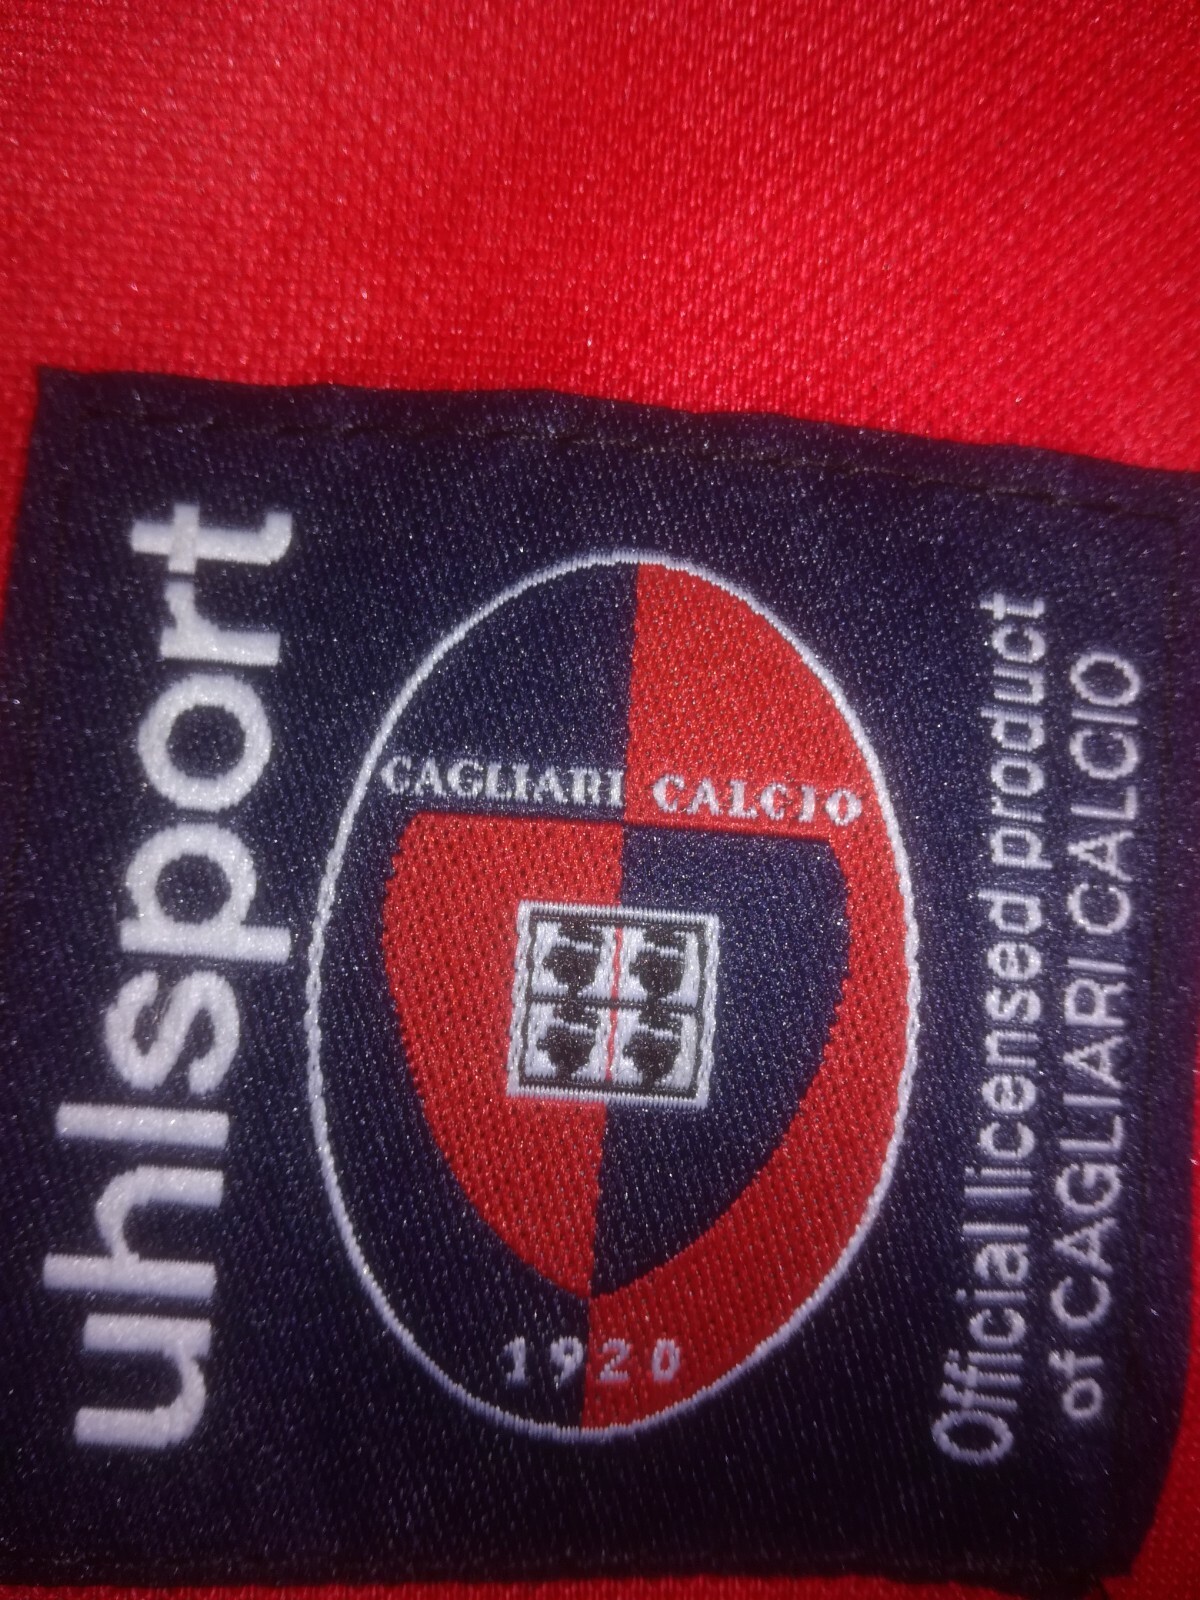 uhlsport
CAGLIARI CALCIO
1920
Official licensed product
of CAGLIARI CALCIO